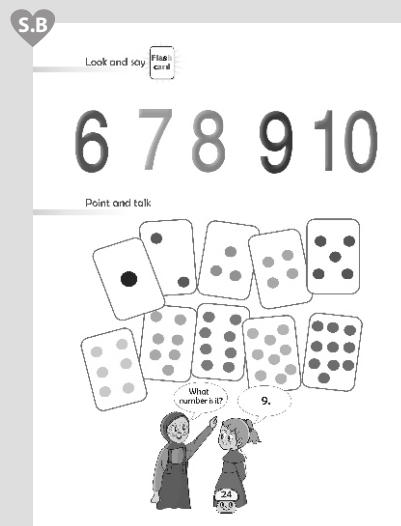 S.B
Look and say
Flash
card
6 7 8 9 10
Point and talk
What
number is it?
9.
24